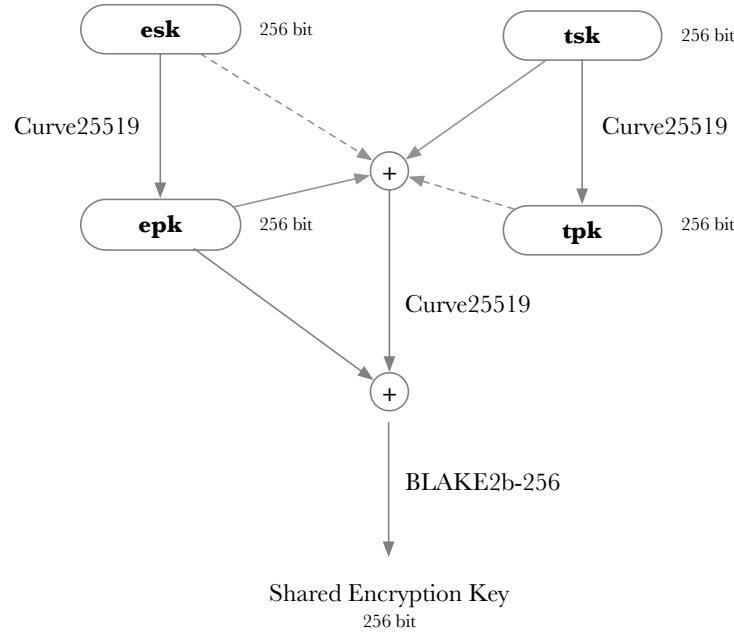 esk
256 bit
tsk
256 bit
Curve25519
Curve25519
+
epk
256 bit
tpk
256 bit
Curve25519
+
BLAKE2b-256
Shared Encryption Key
256 bit